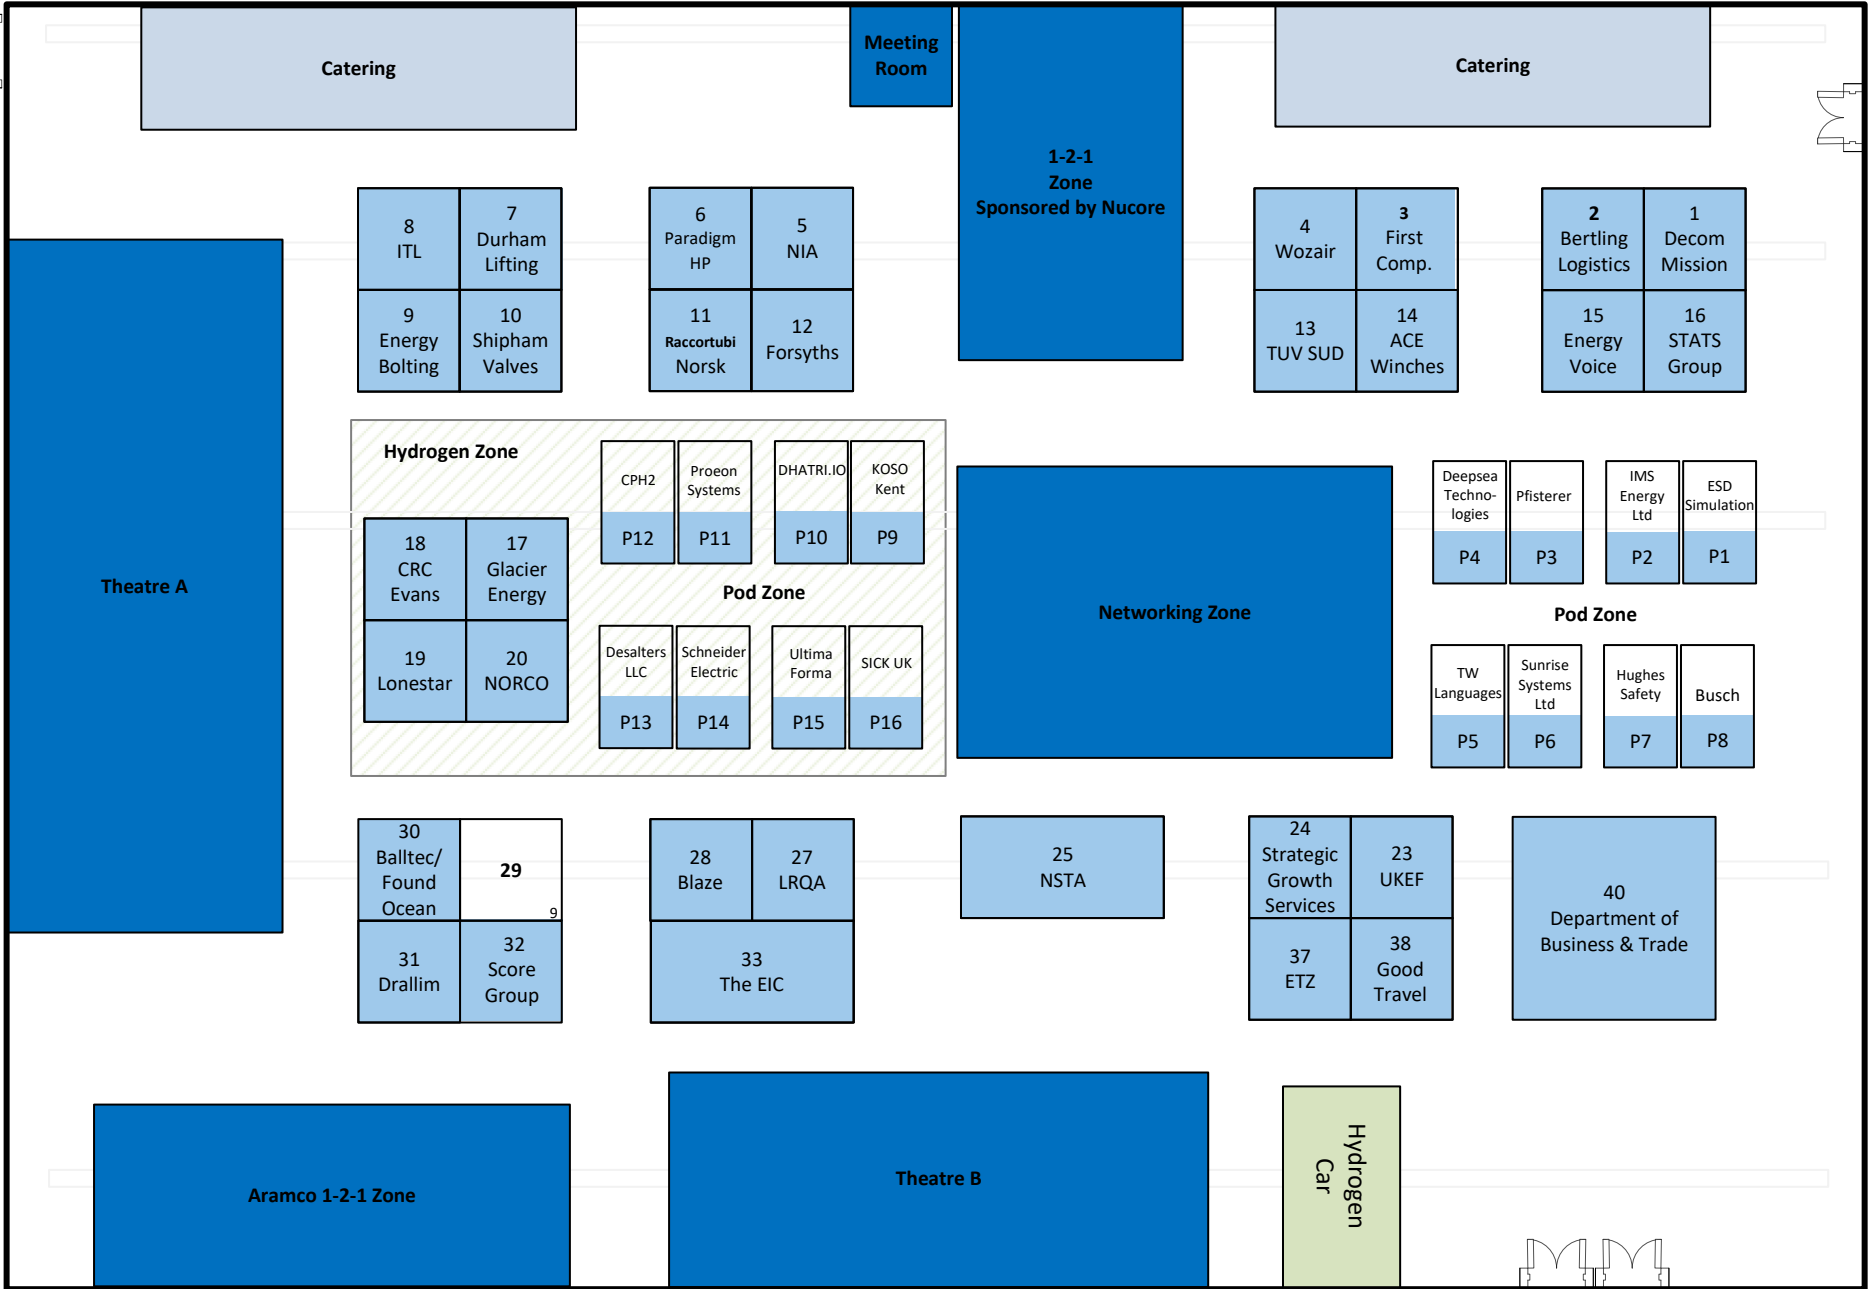 Catering
Meeting
Room
1-2-1
Zone
Sponsored by Nucore
Catering
8
ITL
7
Durham
Lifting
6
Paradigm
HP
5
NIA
4
Wozair
3
First
Comp.
2
Bertling
Logistics
1
Decom
Mission
9
Energy
Bolting
10
Shipham
Valves
11
Raccortubi
Norsk
12
Forsyths
13
TUV SUD
14
ACE
Winches
15
Energy
Voice
16
STATS
Group
Theatre A
Hydrogen Zone
CPH2
P12
Proeon
Systems
P11
DHATRI.IO
P10
KOSO
Kent
P9
18
CRC
Evans
17
Glacier
Energy
19
Lonestar
20
NORCO
Pod Zone
Desalters
LLC
P13
Schneider
Electric
P14
Ultima
Forma
P15
SICK UK
P16
Networking Zone
Deepsea
Techno-
logies
P4
Pfisterer
P3
IMS
Energy
Ltd
P2
ESD
Simulation
P1
Pod Zone
TW
Languages
P5
Sunrise
Systems
Ltd
P6
Hughes
Safety
P7
Busch
P8
30
Balltec/
Found
Ocean
29
9
31
Drallim
32
Score
Group
28
Blaze
27
LRQA
33
The EIC
25
NSTA
24
Strategic
Growth
Services
23
UKEF
37
ETZ
38
Good
Travel
40
Department of
Business & Trade
Aramco 1-2-1 Zone
Theatre B
Hydrogen
Car